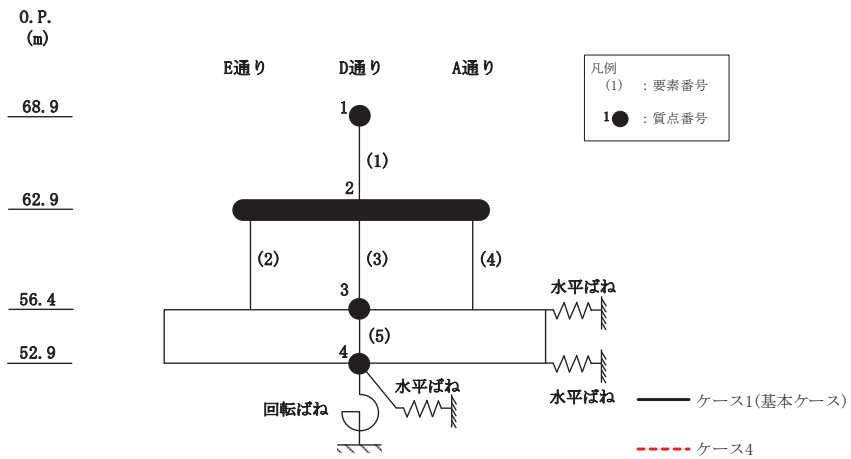 O.P.
(m)
E通り D通り A通り
凡例
(1) : 要素番号
1 : 質点番号
68.9
1
(1)
2
62.9
(2) (3) (4)
水平ばね
3
56.4
(5)
4
52.9
水平ばね
水平ばね
回転ばね
ケース1(基本ケース)
ケース4